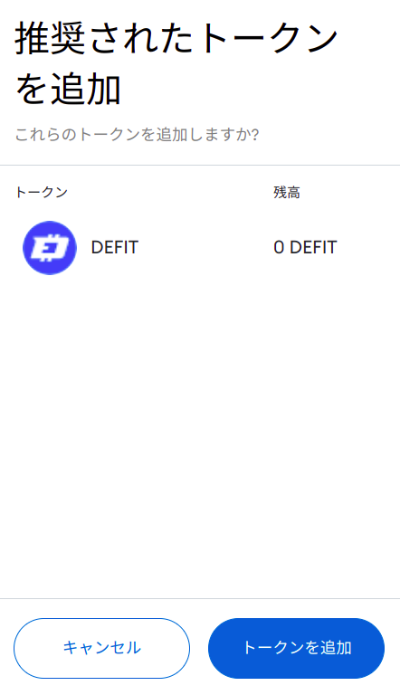 推奨されたトークン
を追加
これらのトークンを追加しますか?
トークン 残高
DEFIT 0 DEFIT
キャンセル トークンを追加